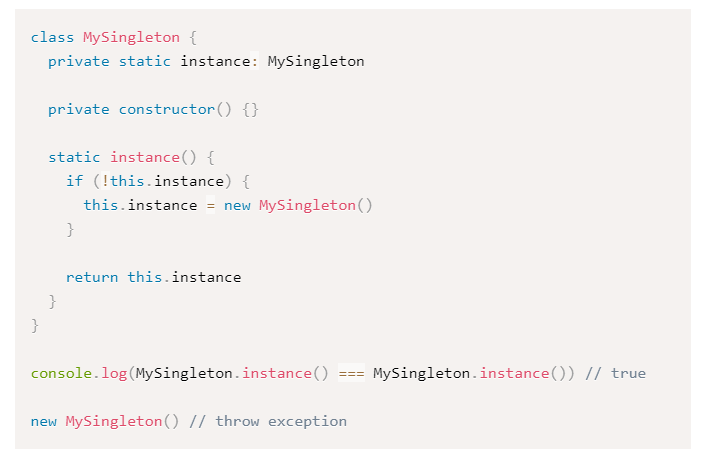 class MySingleton {
  private static instance: MySingleton

  private constructor() {}

  static instance() {
    if (!this.instance) {
      this.instance = new MySingleton()
    }

    return this.instance
  }
}

console.log(MySingleton.instance() === MySingleton.instance()) // true

new MySingleton() // throw exception